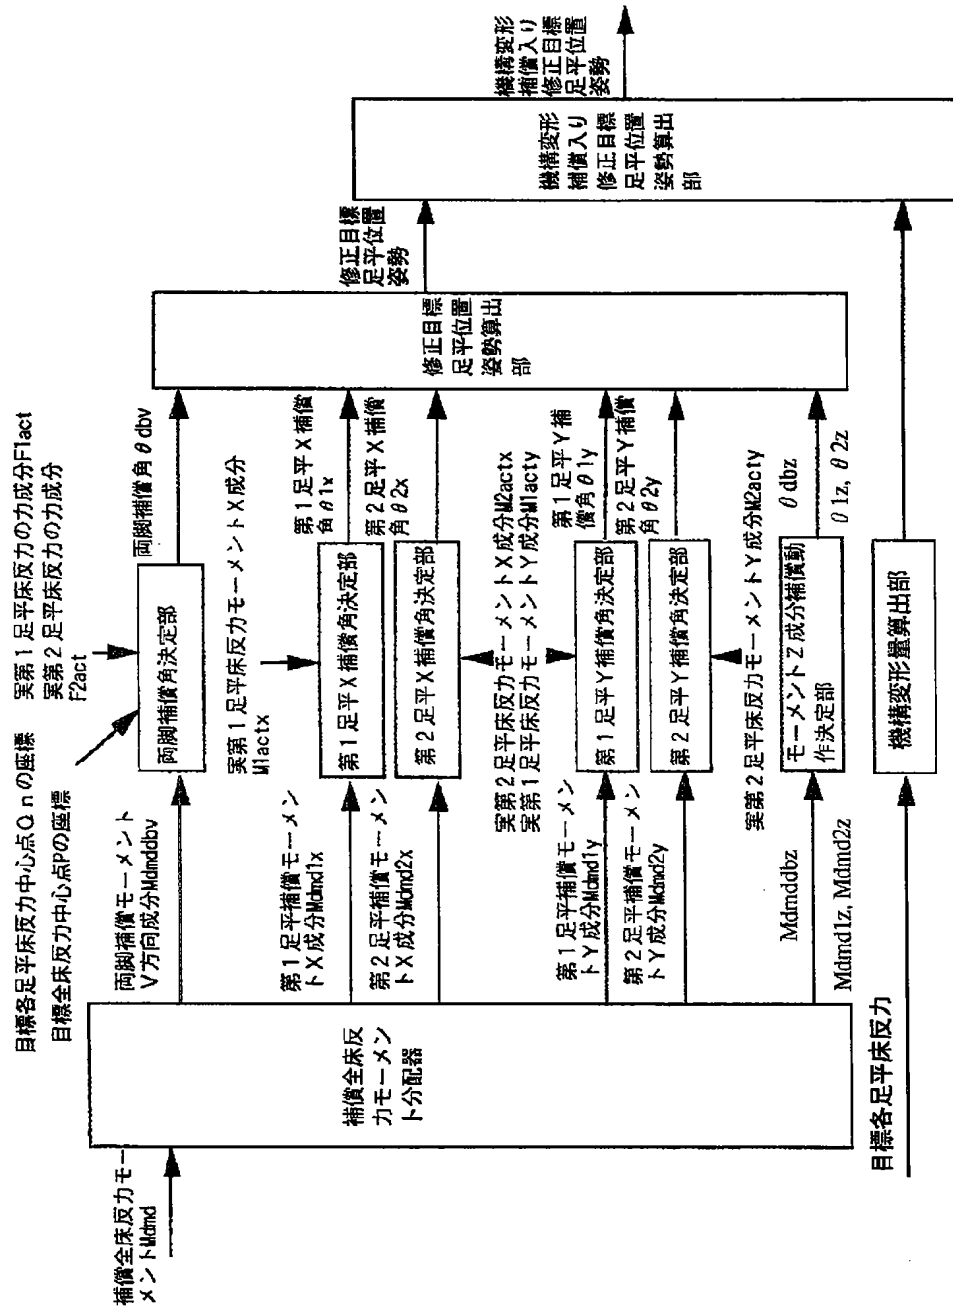 目標各足平床反力中心点Qnの座標
目標全床反力中心点Pの座標
実第1足平床反力の力成分F1act
実第2足平床反力の力成分
F2act
補償全床反力モー
メントMdmd
補償全床反
力モーメン
ト分配器
両脚補償モーメント
V方向成分Mdmddbv
両脚補償角決定部
両脚補償角θdbv
実第1足平床反力モーメントX成分
M1actx
第1足平補償モーメン
トX成分Mdmd1x
第1足平X補償角決定部
第1足平X補償
角θ1x
第2足平補償モーメン
トX成分Mdmd2x
第2足平X補償角決定部
第2足平X補償
角θ2x
実第2足平床反力モーメントX成分M2actx
実第1足平床反力モーメントY成分M1acty
第1足平補償モーメン
トY成分Mdmd1y
第1足平Y補償角決定部
第1足平Y補
償角θ1y
第2足平補償モーメン
トY成分Mdmd2y
第2足平Y補償角決定部
第2足平Y補償
角θ2y
実第2足平床反力モーメントY成分M2acty
Mdmddbz
Mdmd1z, Mdmd2z
モーメントZ成分補償動
作決定部
θdbz
θ1z, θ2z
目標各足平床反力
機構変形量算出部
修正目標
足平位置
姿勢算出
部
修正目標
足平位置
姿勢
機構変形
補償入り
修正目標
足平位置
姿勢算出
部
機構変形
補償入り
修正目標
足平位置
姿勢